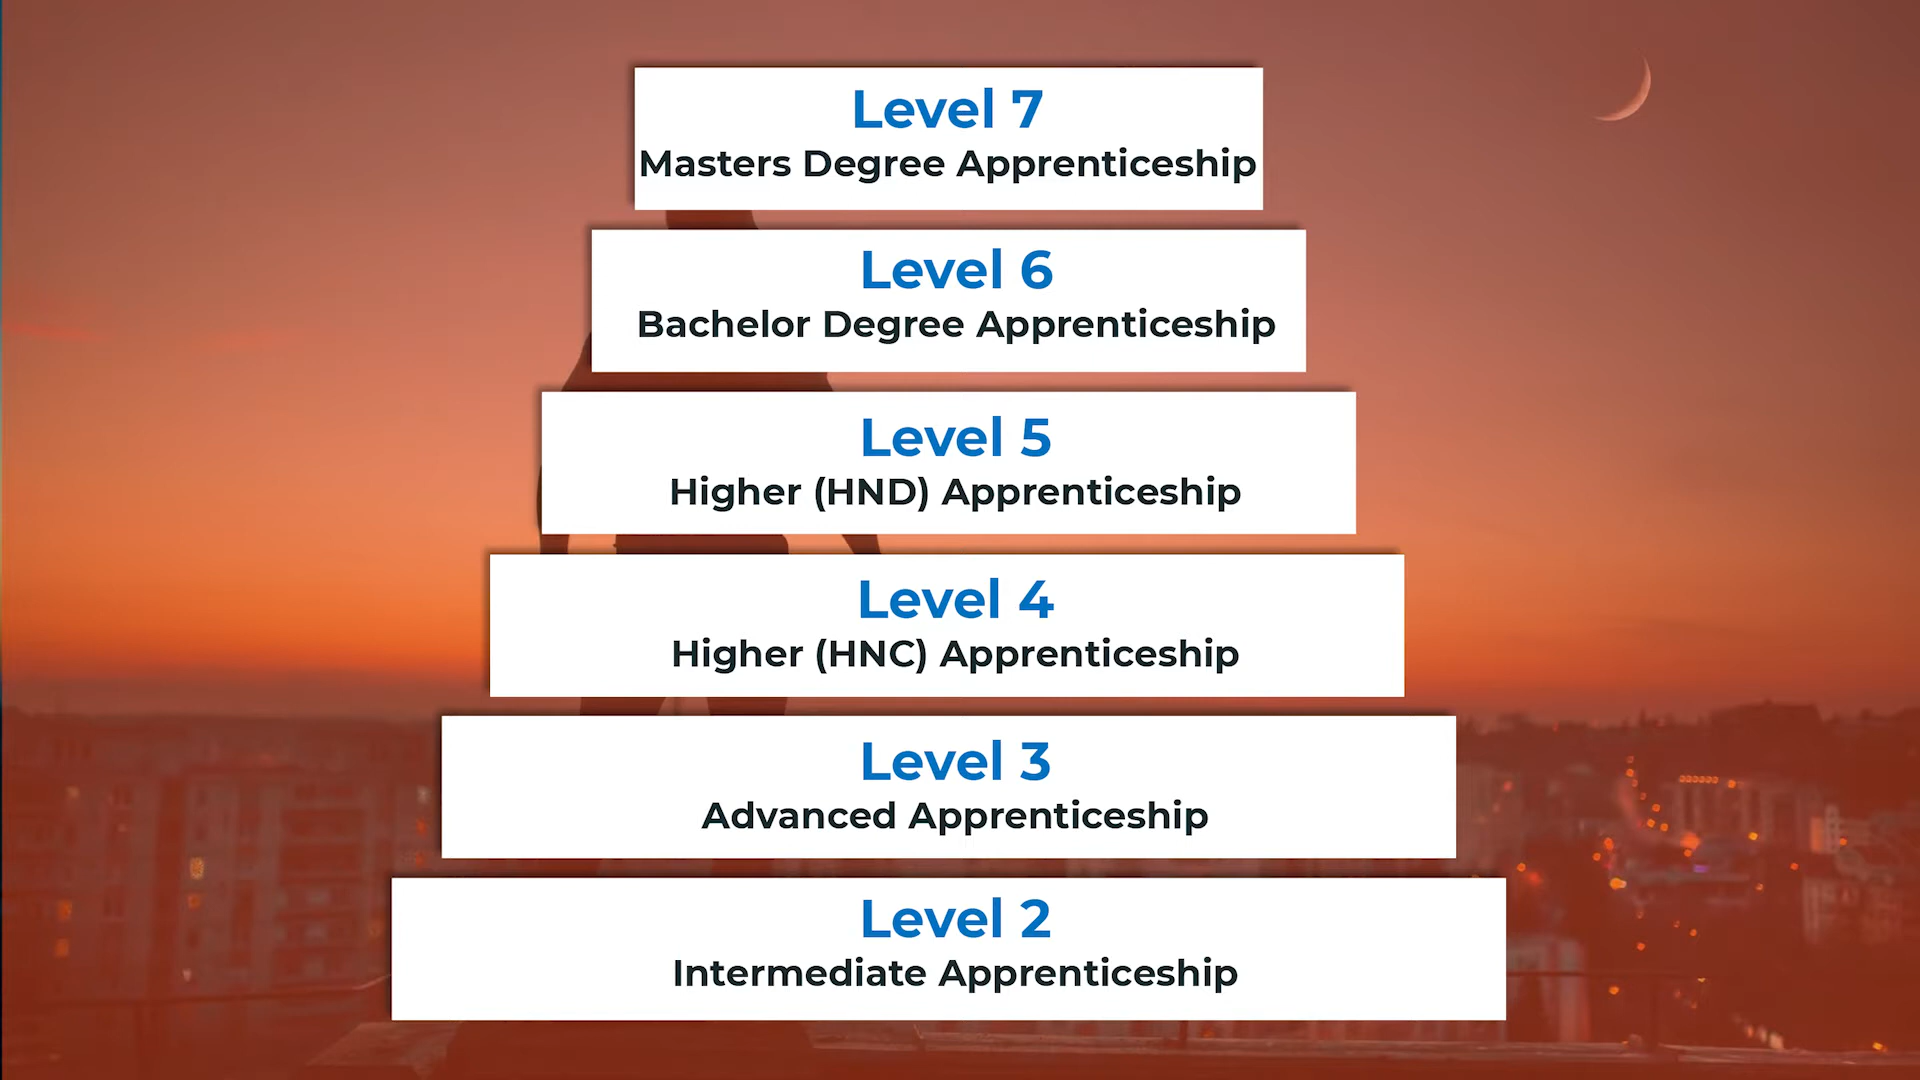 Level 7
Masters Degree Apprenticeship
Level 6
Bachelor Degree Apprenticeship
Level 5
Higher (HND) Apprenticeship
Level 4
Higher (HNC) Apprenticeship
Level 3
Advanced Apprenticeship
Level 2
Intermediate Apprenticeship